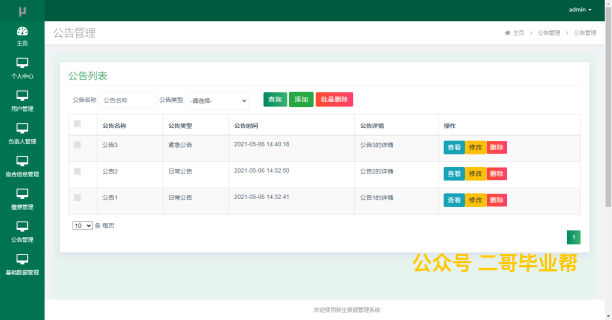 μ
admin
主页
个人中心
用户管理
负责人管理
宿舍信息管理
缴费管理
公告管理
基础数据管理
公告管理
主页 > 公告管理 > 公告管理
公告列表
公告名称 公告名称 公告类型 -请选择- 查询 添加 批量删除
公告名称 公告类型 公告时间 公告详情 操作
公告3 紧急公告 2021-05-06 14:40:18 公告3的详情 查看 修改 删除
公告2 日常公告 2021-05-06 14:32:50 公告2的详情 查看 修改 删除
公告1 日常公告 2021-05-06 14:32:41 公告1的详情 查看 修改 删除
10 条 每页
1
公众号 二哥毕业帮
欢迎使用新生报道管理系统